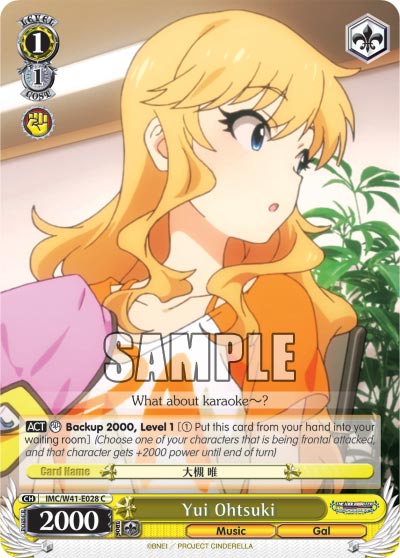 LEVEL
1
1
COST
SAMPLE
What about karaoke～?
ACT Backup 2000, Level 1 [① Put this card from your hand into your
waiting room] (Choose one of your characters that is being frontal attacked,
and that character gets +2000 power until end of turn)
Card Name 大槻 唯
CH IMC/W41-E028 C
2000
SOUL
Yui Ohtsuki
Music Gal
©BNEI / PROJECT CINDERELLA